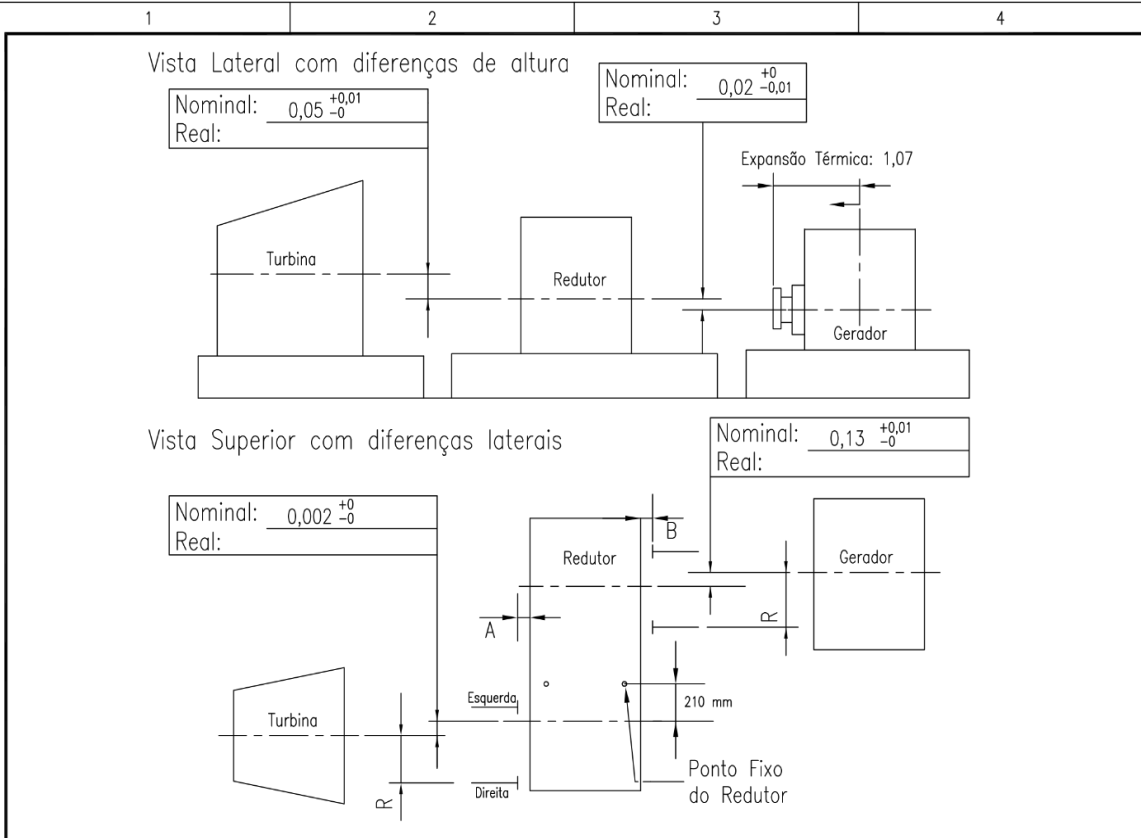 1 2 3 4
Vista Lateral com diferenças de altura
Nominal: 0,05 +0,01 -0
Real:
Nominal: 0,02 +0 -0,01
Real:
Expansão Térmica: 1,07
Turbina
Redutor
Gerador
Vista Superior com diferenças laterais
Nominal: 0,13 +0,01 -0
Real:
Nominal: 0,002 +0 -0
Real:
B
Redutor
Gerador
A
R
Esquerda
210 mm
Turbina
Ponto Fixo
do Redutor
Direita
R